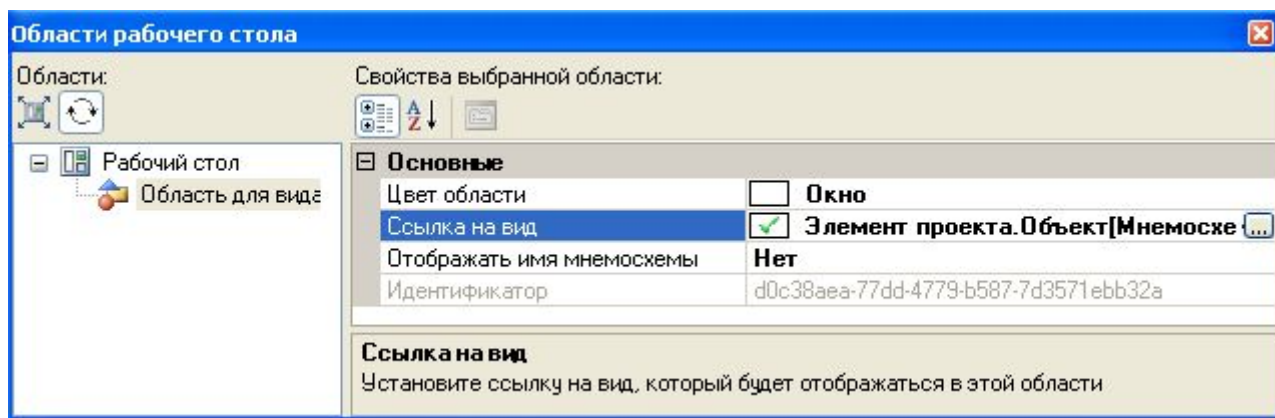 Области рабочего стола
Области:
Свойства выбранной области:
Рабочий стол
Область для вида
Основные
Цвет области Окно
Ссылка на вид Элемент проекта.Объект[Мнемосхе ...
Отображать имя мнемосхемы Нет
Идентификатор d0c38aea-77dd-4779-b587-7d3571ebb32a
Ссылка на вид
Установите ссылку на вид, который будет отображаться в этой области